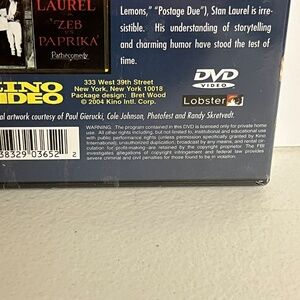 LAUREL
"ZEB
vs
PAPRIKA"
Pathécomedy
Lemons," "Postage Due"), Stan Laurel is irre-
sistible. His understanding of storytelling
and charming humor have stood the test of
time.
KINO
VIDEO
333 West 39th Street
New York, New York 10018
Package design: Bret Wood
© 2004 Kino Intl. Corp.
DVD
VIDEO
Lobster
al artwork courtesy of Paul Gierucki, Cole Johnson, Photofest and Randy Skretvedt.
38329 03652 2
WARNING: The program contained in this DVD is licensed only for private home
use. All other rights, including, but not limited to, institutional and educational use
with public performance rights (unless permission specifically granted by Kino
International), unauthorized duplication, broadcast by any means, and rental or
cation for profit-making–are retained by the copyright proprietor. The FBI
investigates allegations of copyright infringement and federal law provides
severe criminal and civil penalties for those found to be in violation.